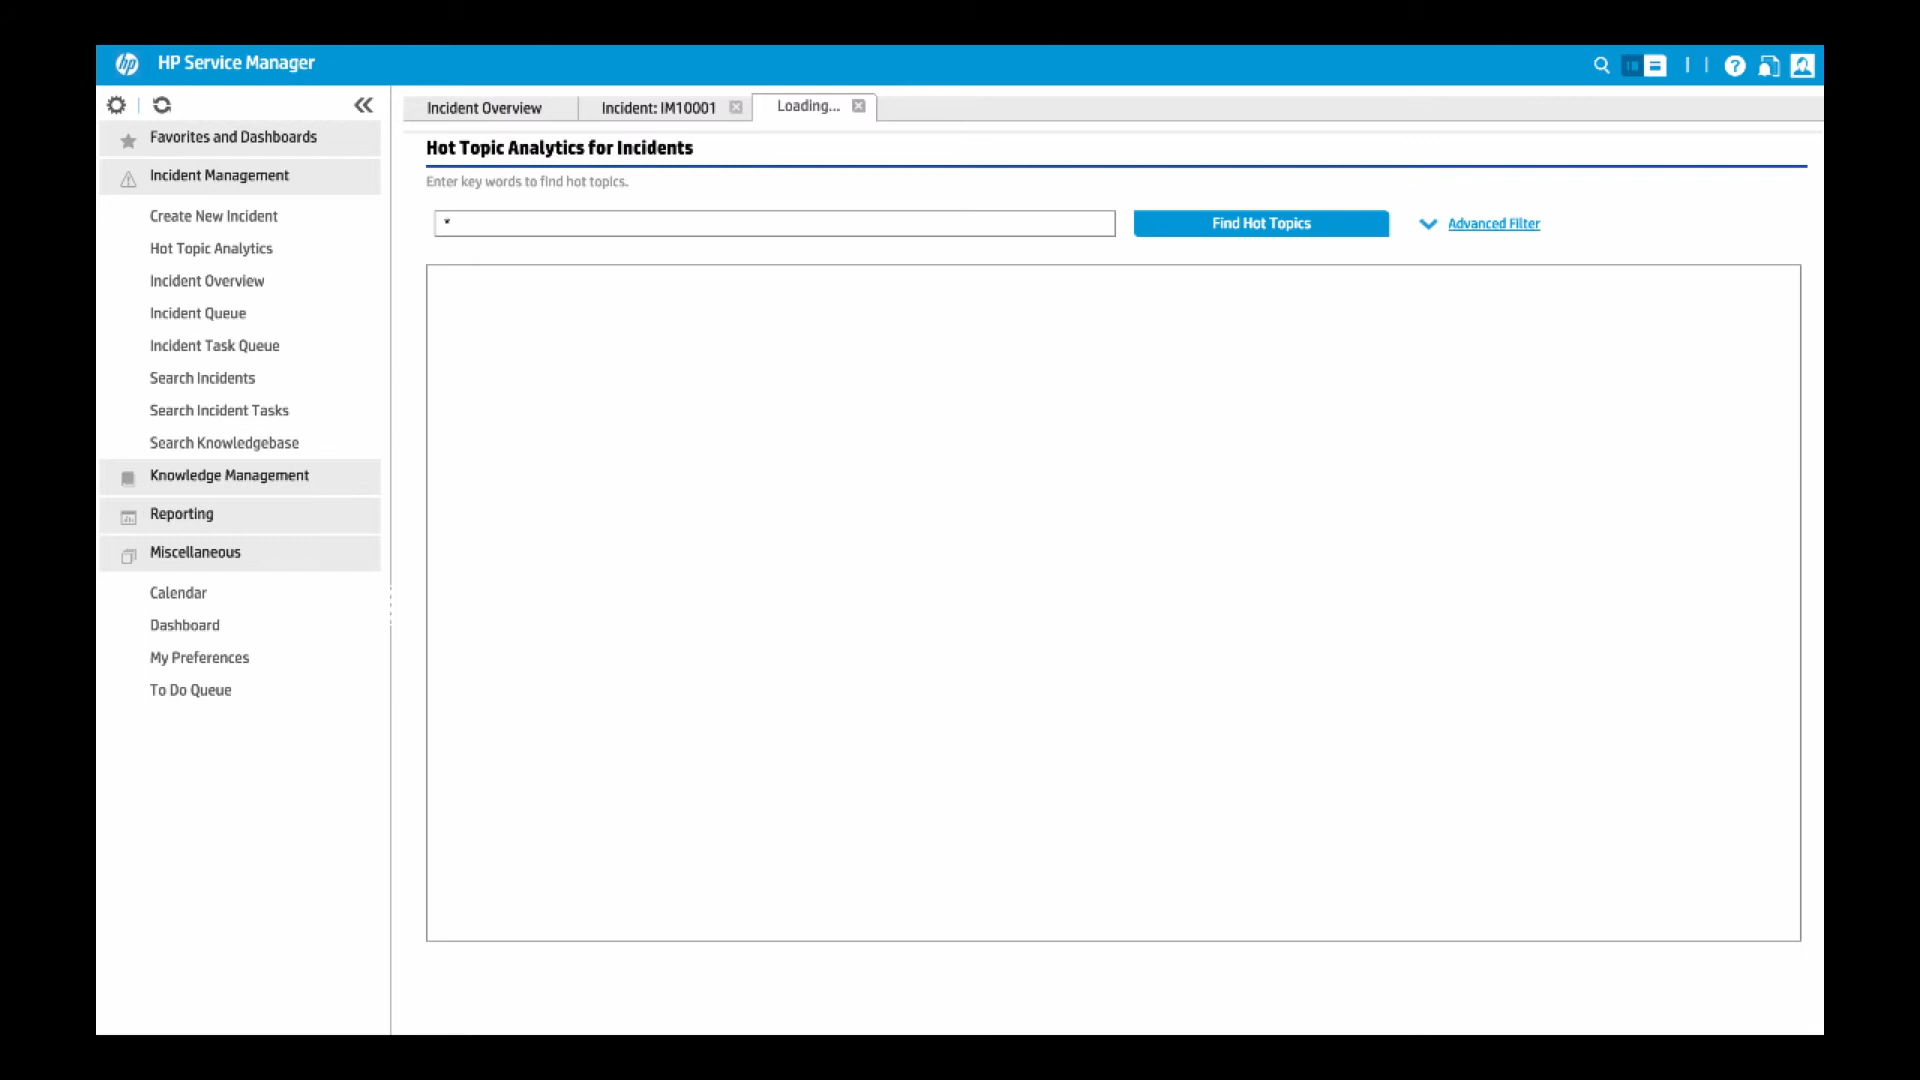 hp HP Service Manager
Favorites and Dashboards
Incident Management
Create New Incident
Hot Topic Analytics
Incident Overview
Incident Queue
Incident Task Queue
Search Incidents
Search Incident Tasks
Search Knowledgebase
Knowledge Management
Reporting
Miscellaneous
Calendar
Dashboard
My Preferences
To Do Queue
Incident Overview
Incident: IM10001
Loading...
Hot Topic Analytics for Incidents
Enter key words to find hot topics.
*
Find Hot Topics
Advanced Filter